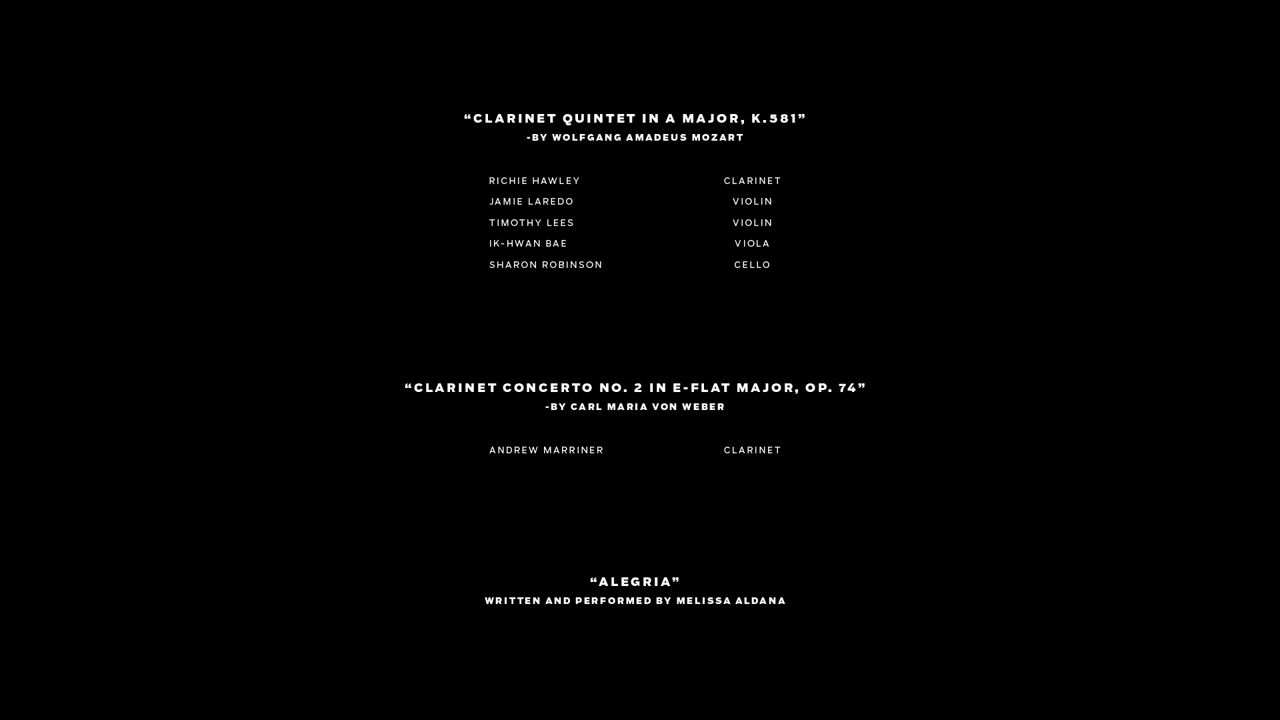 “CLARINET QUINTET IN A MAJOR, K.581”
-BY WOLFGANG AMADEUS MOZART
RICHIE HAWLEY CLARINET
JAMIE LAREDO VIOLIN
TIMOTHY LEES VIOLIN
IK-HWAN BAE VIOLA
SHARON ROBINSON CELLO
“CLARINET CONCERTO NO. 2 IN E-FLAT MAJOR, OP. 74”
-BY CARL MARIA VON WEBER
ANDREW MARRINER CLARINET
“ALEGRIA”
WRITTEN AND PERFORMED BY MELISSA ALDANA